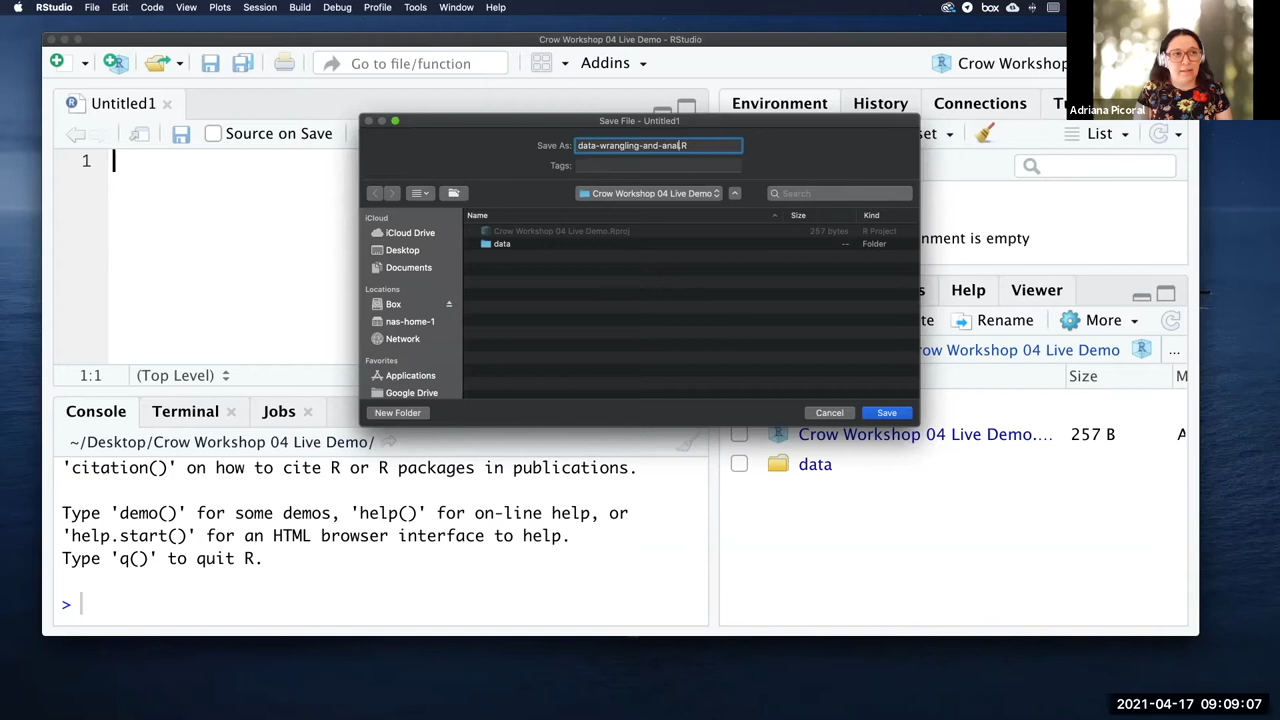 RStudio File Edit Code View Plots Session Build Debug Profile Tools Window Help box
Crow Workshop 04 Live Demo - RStudio
Go to file/function Addins Crow Workshop
Adriana Picoral
Untitled1
Source on Save
1
1:1 (Top Level)
Environment History Connections
List
nment is empty
Save File - Untitled1
Save As: data-wrangling-and-anal.R
Tags:
Crow Workshop 04 Live Demo Search
iCloud
iCloud Drive
Desktop
Documents
Locations
Box
nas-home-1
Network
Favorites
Applications
Google Drive
Name Size Kind
Crow Workshop 04 Live Demo.Rproj 257 bytes R Project
data -- Folder
New Folder Cancel Save
Help Viewer
Rename More
ow Workshop 04 Live Demo ...
Size M
Crow Workshop 04 Live Demo.... 257 B
data
Console Terminal Jobs
~/Desktop/Crow Workshop 04 Live Demo/
'citation()' on how to cite R or R packages in publications.
Type 'demo()' for some demos, 'help()' for on-line help, or
'help.start()' for an HTML browser interface to help.
Type 'q()' to quit R.
>
2021-04-17 09:09:07